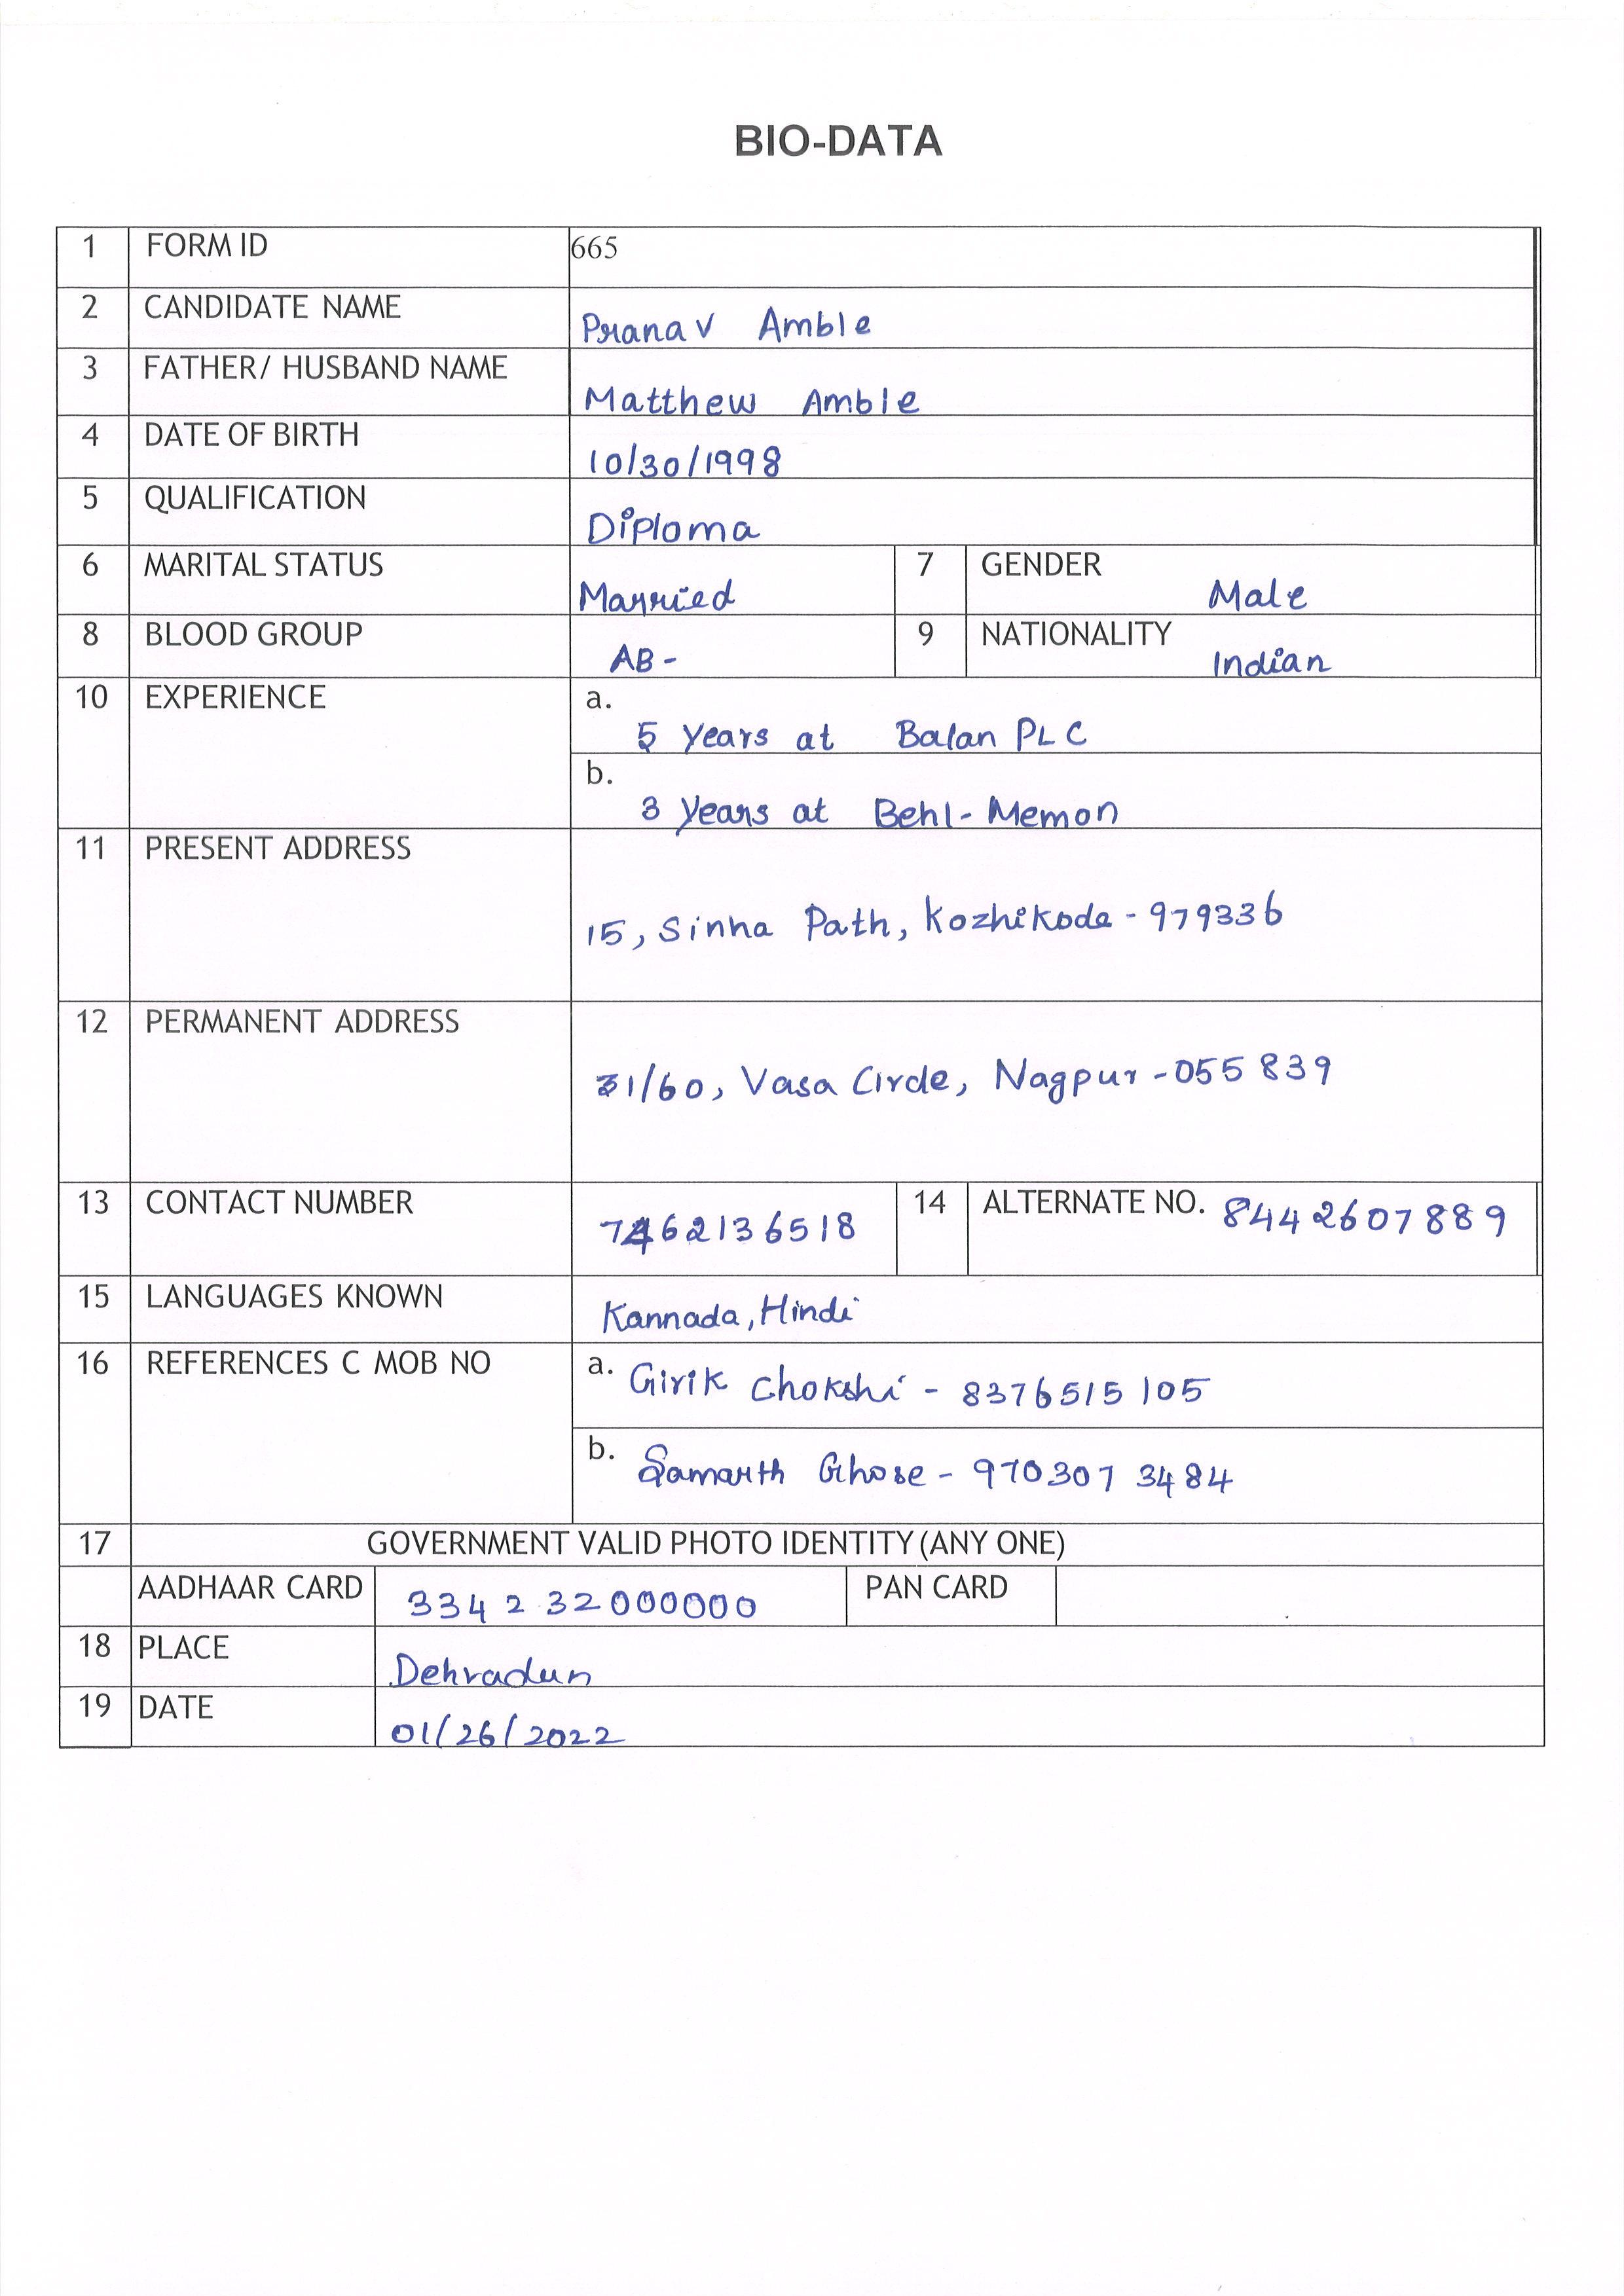 BIO-DATA
1 FORM ID 665
2 CANDIDATE NAME Pranav Amble
3 FATHER/ HUSBAND NAME Matthew Amble
4 DATE OF BIRTH 10/30/1998
5 QUALIFICATION Diploma
6 MARITAL STATUS Married 7 GENDER Male
8 BLOOD GROUP AB- 9 NATIONALITY Indian
10 EXPERIENCE a. 5 Years at Balan PLC
b. 3 Years at Behl-Memon
11 PRESENT ADDRESS 15, Sinha Path, Kozhikode - 979336
12 PERMANENT ADDRESS 31/60, Vasa Circle, Nagpur - 055839
13 CONTACT NUMBER 7462136518 14 ALTERNATE NO. 8442607889
15 LANGUAGES KNOWN Kannada, Hindi
16 REFERENCES C MOB NO a. Girik Chokshi - 8376515105
b. Samarth Ghose - 9703073484
17 GOVERNMENT VALID PHOTO IDENTITY (ANY ONE)
AADHAAR CARD 334232000000 PAN CARD
18 PLACE Dehradun
19 DATE 01/26/2022